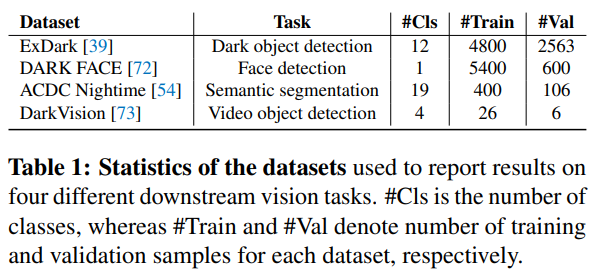 Dataset Task #Cls #Train #Val
ExDark [39] Dark object detection 12 4800 2563
DARK FACE [72] Face detection 1 5400 600
ACDC Nightime [54] Semantic segmentation 19 400 106
DarkVision [73] Video object detection 4 26 6
Table 1: Statistics of the datasets used to report results on
four different downstream vision tasks. #Cls is the number of
classes, whereas #Train and #Val denote number of training
and validation samples for each dataset, respectively.